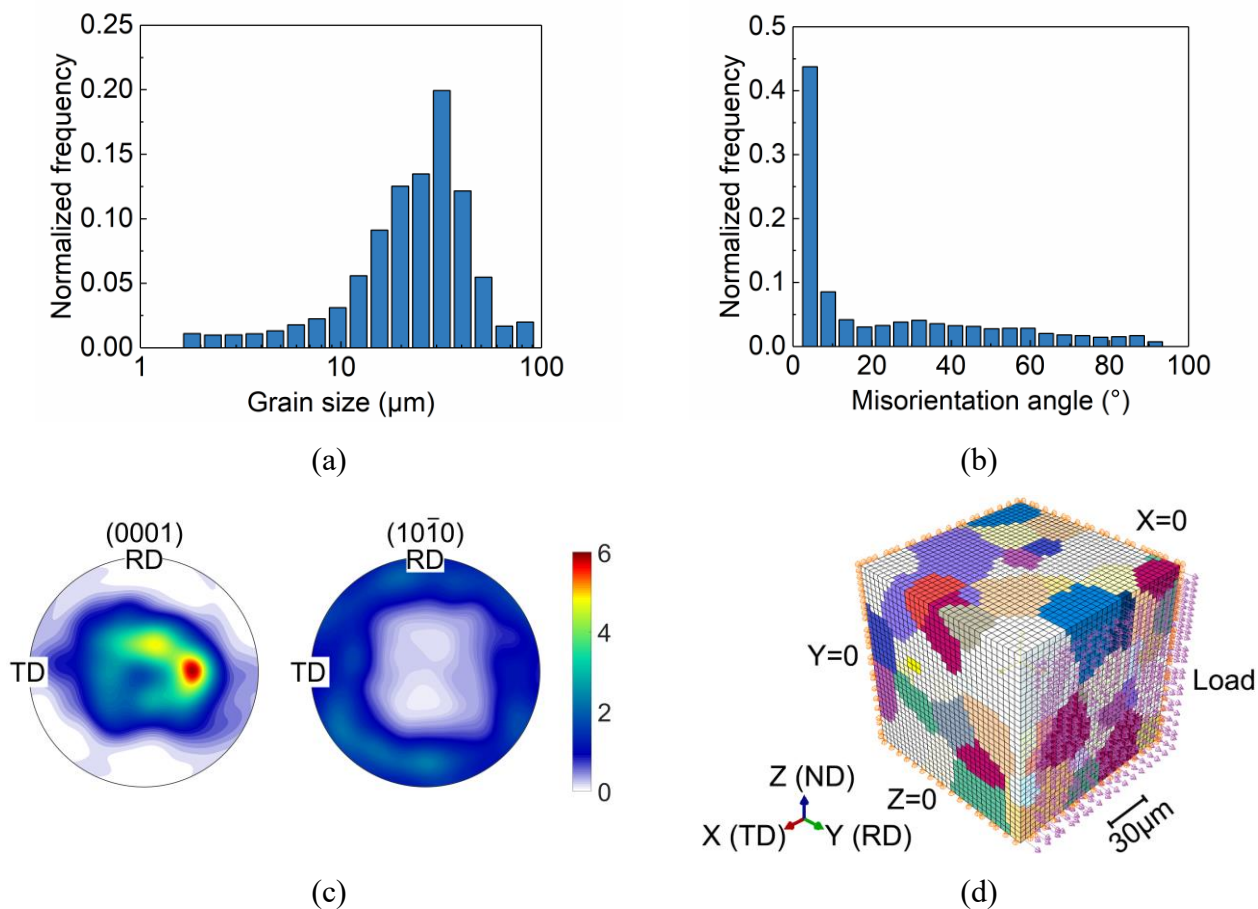 0.25
0.20
0.15
0.10
0.05
0.00
Normalized frequency
1
10
100
Grain size (μm)
(a)
0.5
0.4
0.3
0.2
0.1
0.0
Normalized frequency
0
20
40
60
80
100
Misorientation angle (°)
(b)
(0001)
RD
TD
(101̅0)
RD
TD
6
4
2
0
(c)
X=0
Y=0
Load
Z=0
Z (ND)
X (TD)
Y (RD)
30μm
(d)